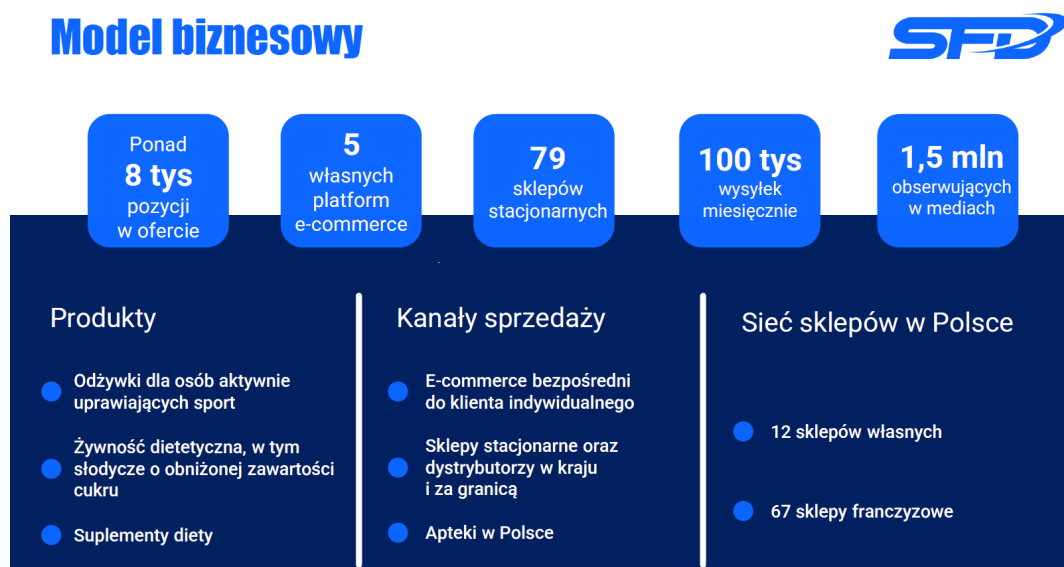 Model biznesowy
SFD
Ponad
8 tys
pozycji
w ofercie
5
własnych
platform
e-commerce
79
sklepów
stacjonarnych
100 tys
wysyłek
miesięcznie
1,5 mln
obserwujących
w mediach
Produkty
Odżywki dla osób aktywnie
uprawiających sport
Żywność dietetyczna, w tym
słodycze o obniżonej zawartości
cukru
Suplementy diety
Kanały sprzedaży
E-commerce bezpośredni
do klienta indywidualnego
Sklepy stacjonarne oraz
dystrybutorzy w kraju
i za granicą
Apteki w Polsce
Sieć sklepów w Polsce
12 sklepów własnych
67 sklepy franczyzowe